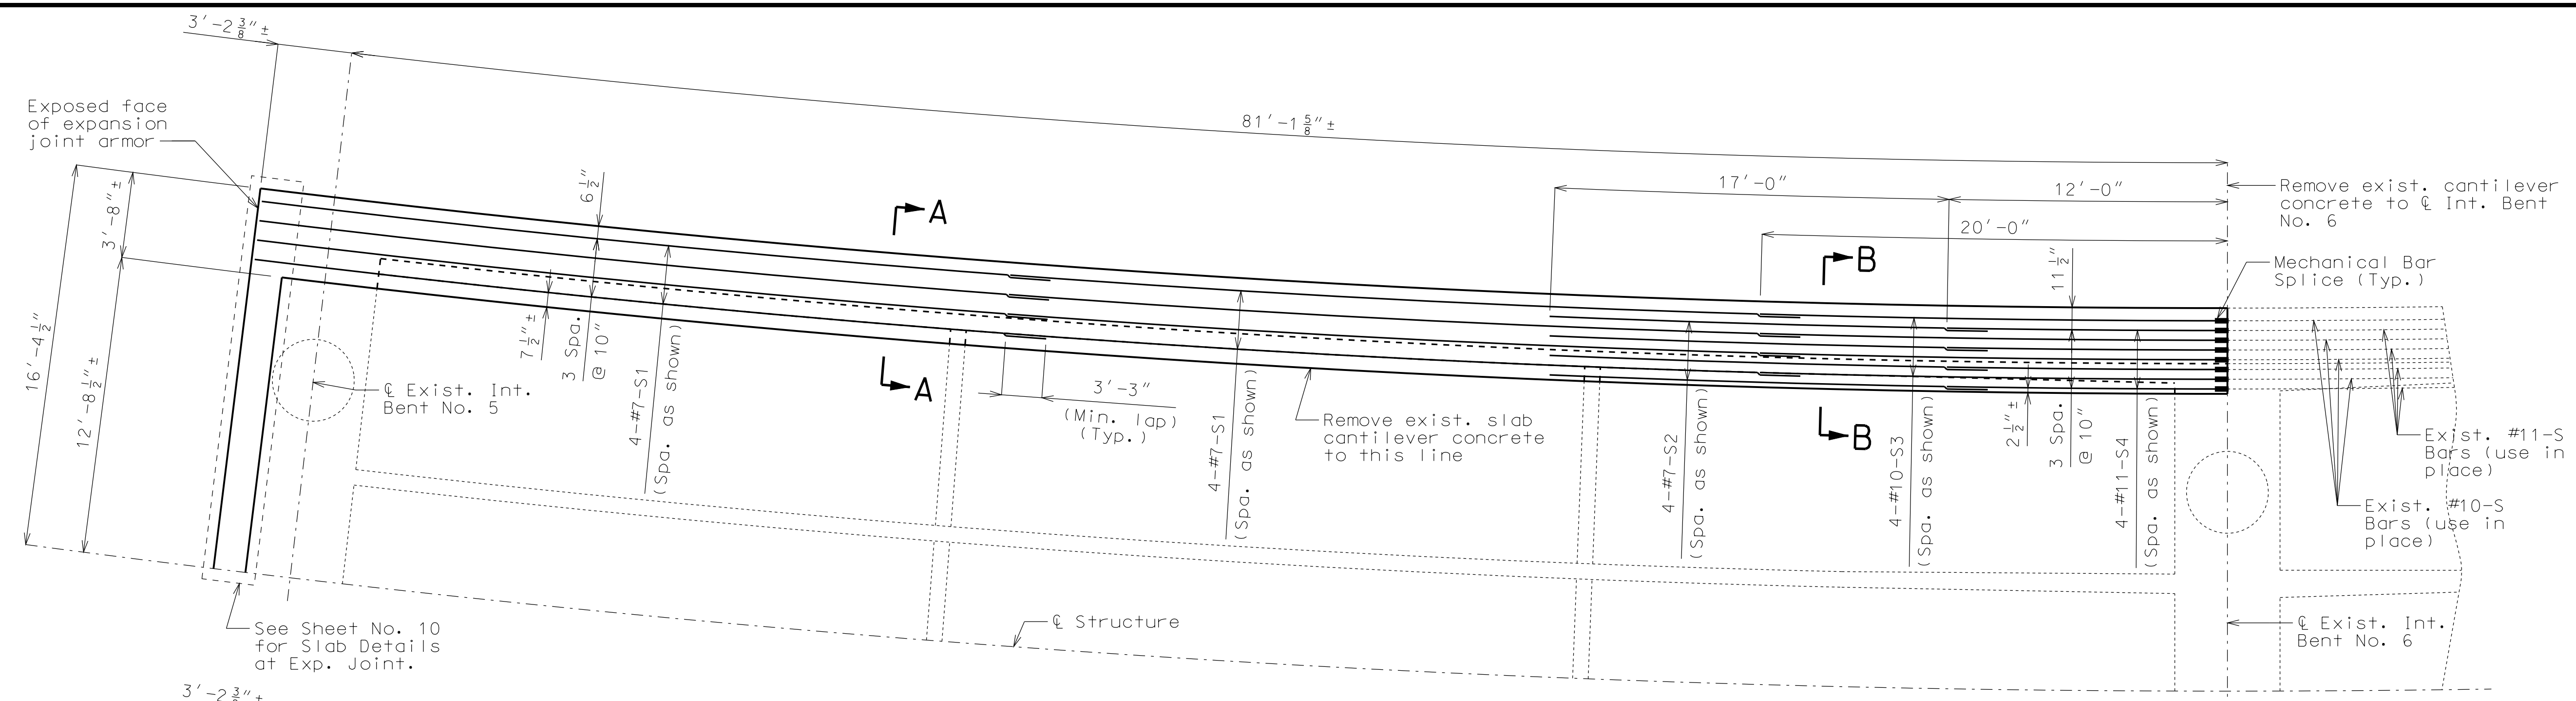 3'-2 3/8" ±
81'-1 5/8" ±
Exposed face
of expansion
joint armor
3'-8" ±
16'-4 1/2"
12'-8 1/2" ±
6 1/2"
7 1/2" ±
3 Spa.
@ 10"
4-#7-S1
(Spa. as shown)
℄ Exist. Int.
Bent No. 5
A
A
3'-3"
(Min. lap)
(Typ.)
4-#7-S1
(Spa. as shown)
Remove exist. slab
cantilever concrete
to this line
17'-0"
12'-0"
20'-0"
B
B
11 1/2"
4-#7-S2
(Spa. as shown)
4-#10-S3
(Spa. as shown)
2 1/2" ±
3 Spa.
@ 10"
4-#11-S4
(Spa. as shown)
Remove exist. cantilever
concrete to ℄ Int. Bent
No. 6
Mechanical Bar
Splice (Typ.)
Exist. #11-S
Bars (use in
place)
Exist. #10-S
Bars (use in
place)
℄ Exist. Int.
Bent No. 6
℄ Structure
See Sheet No. 10
for Slab Details
at Exp. Joint.